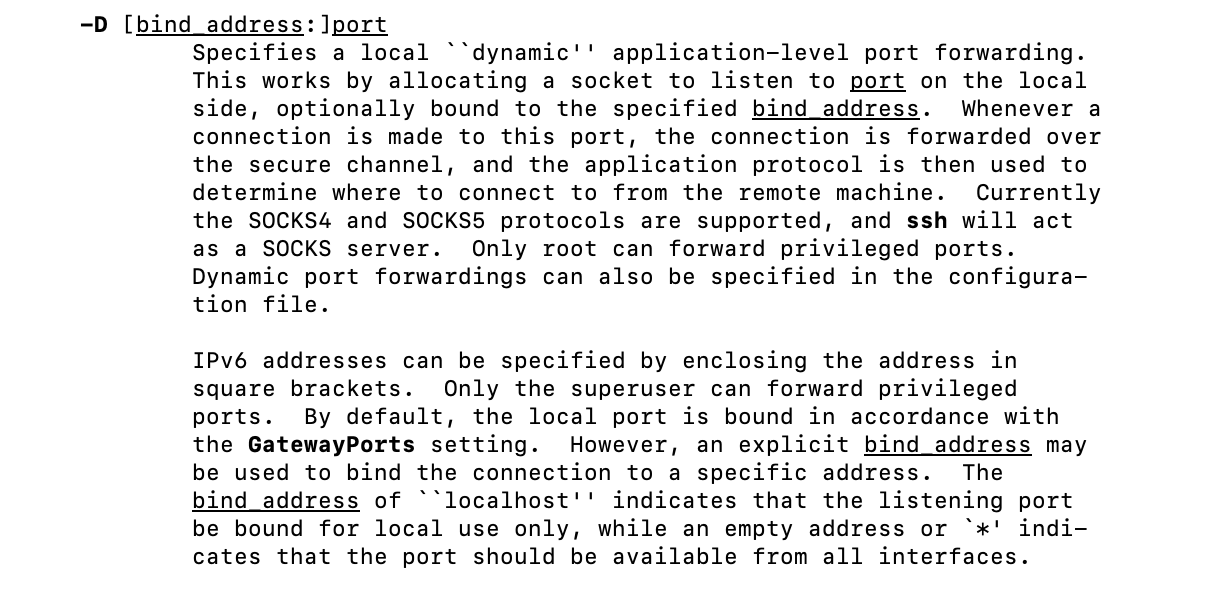 -D [bind_address:]port
Specifies a local ``dynamic'' application-level port forwarding.
This works by allocating a socket to listen to port on the local
side, optionally bound to the specified bind_address.  Whenever a
connection is made to this port, the connection is forwarded over
the secure channel, and the application protocol is then used to
determine where to connect to from the remote machine.  Currently
the SOCKS4 and SOCKS5 protocols are supported, and ssh will act
as a SOCKS server.  Only root can forward privileged ports.
Dynamic port forwardings can also be specified in the configura-
tion file.

IPv6 addresses can be specified by enclosing the address in
square brackets.  Only the superuser can forward privileged
ports.  By default, the local port is bound in accordance with
the GatewayPorts setting.  However, an explicit bind_address may
be used to bind the connection to a specific address.  The
bind_address of ``localhost'' indicates that the listening port
be bound for local use only, while an empty address or `*' indi-
cates that the port should be available from all interfaces.